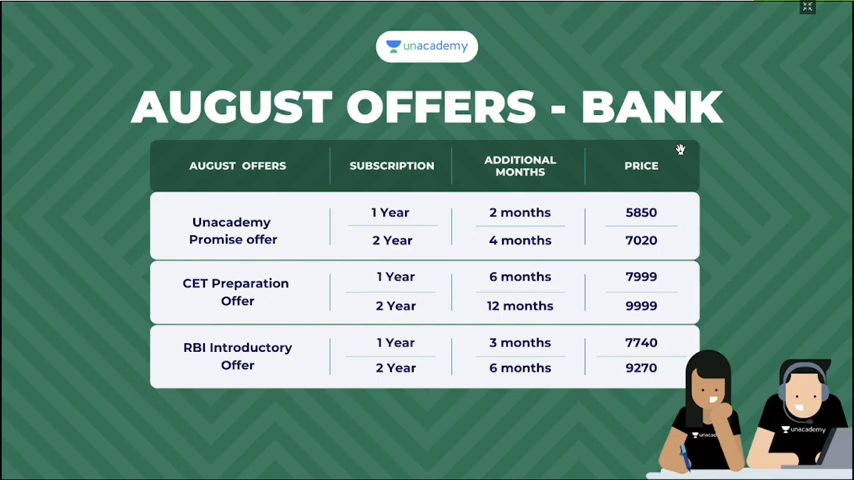 unacademy
AUGUST OFFERS - BANK
AUGUST OFFERS SUBSCRIPTION ADDITIONAL MONTHS PRICE
Unacademy Promise offer
1 Year 2 months 5850
2 Year 4 months 7020
CET Preparation Offer
1 Year 6 months 7999
2 Year 12 months 9999
RBI Introductory Offer
1 Year 3 months 7740
2 Year 6 months 9270
unacademy